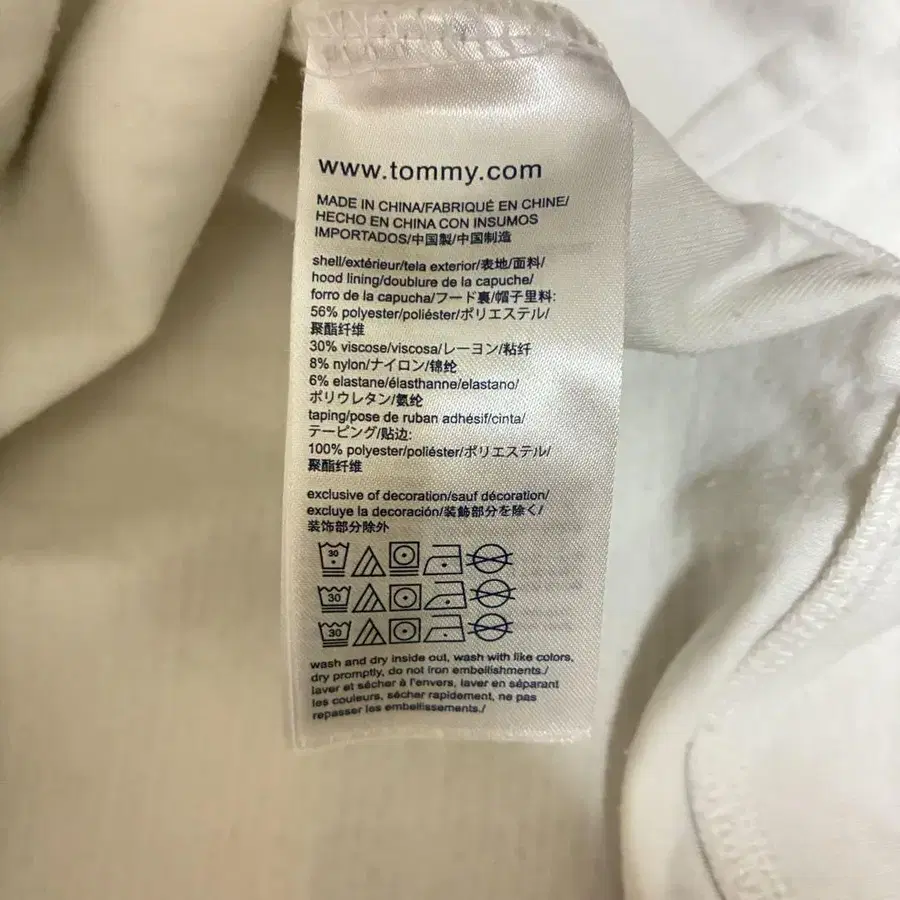 www.tommy.com
MADE IN CHINA/FABRIQUÉ EN CHINE/
HECHO EN CHINA CON INSUMOS
IMPORTADOS/中国製/中国制造
shell/extérieur/tela exterior/表地/面料/
hood lining/doublure de la capuche/
forro de la capucha/フード裏/帽子里料:
56% polyester/poliéster/ポリエステル/
聚酯纤维
30% viscose/viscosa/レーヨン/粘纤
8% nylon/ナイロン/锦纶
6% elastane/élasthanne/elastano/
ポリウレタン/氨纶
taping/pose de ruban adhésif/cinta/
テーピング/贴边:
100% polyester/poliéster/ポリエステル/
聚酯纤维
exclusive of decoration/sauf décoration/
excluye la decoración/装飾部分を除く/
装饰部分除外
30
30
30
wash and dry inside out, wash with like colors,
dry promptly, do not iron embellishments./
laver et sécher à l'envers, laver en séparant
les couleurs, sécher rapidement, ne pas
repasser les embellissements./